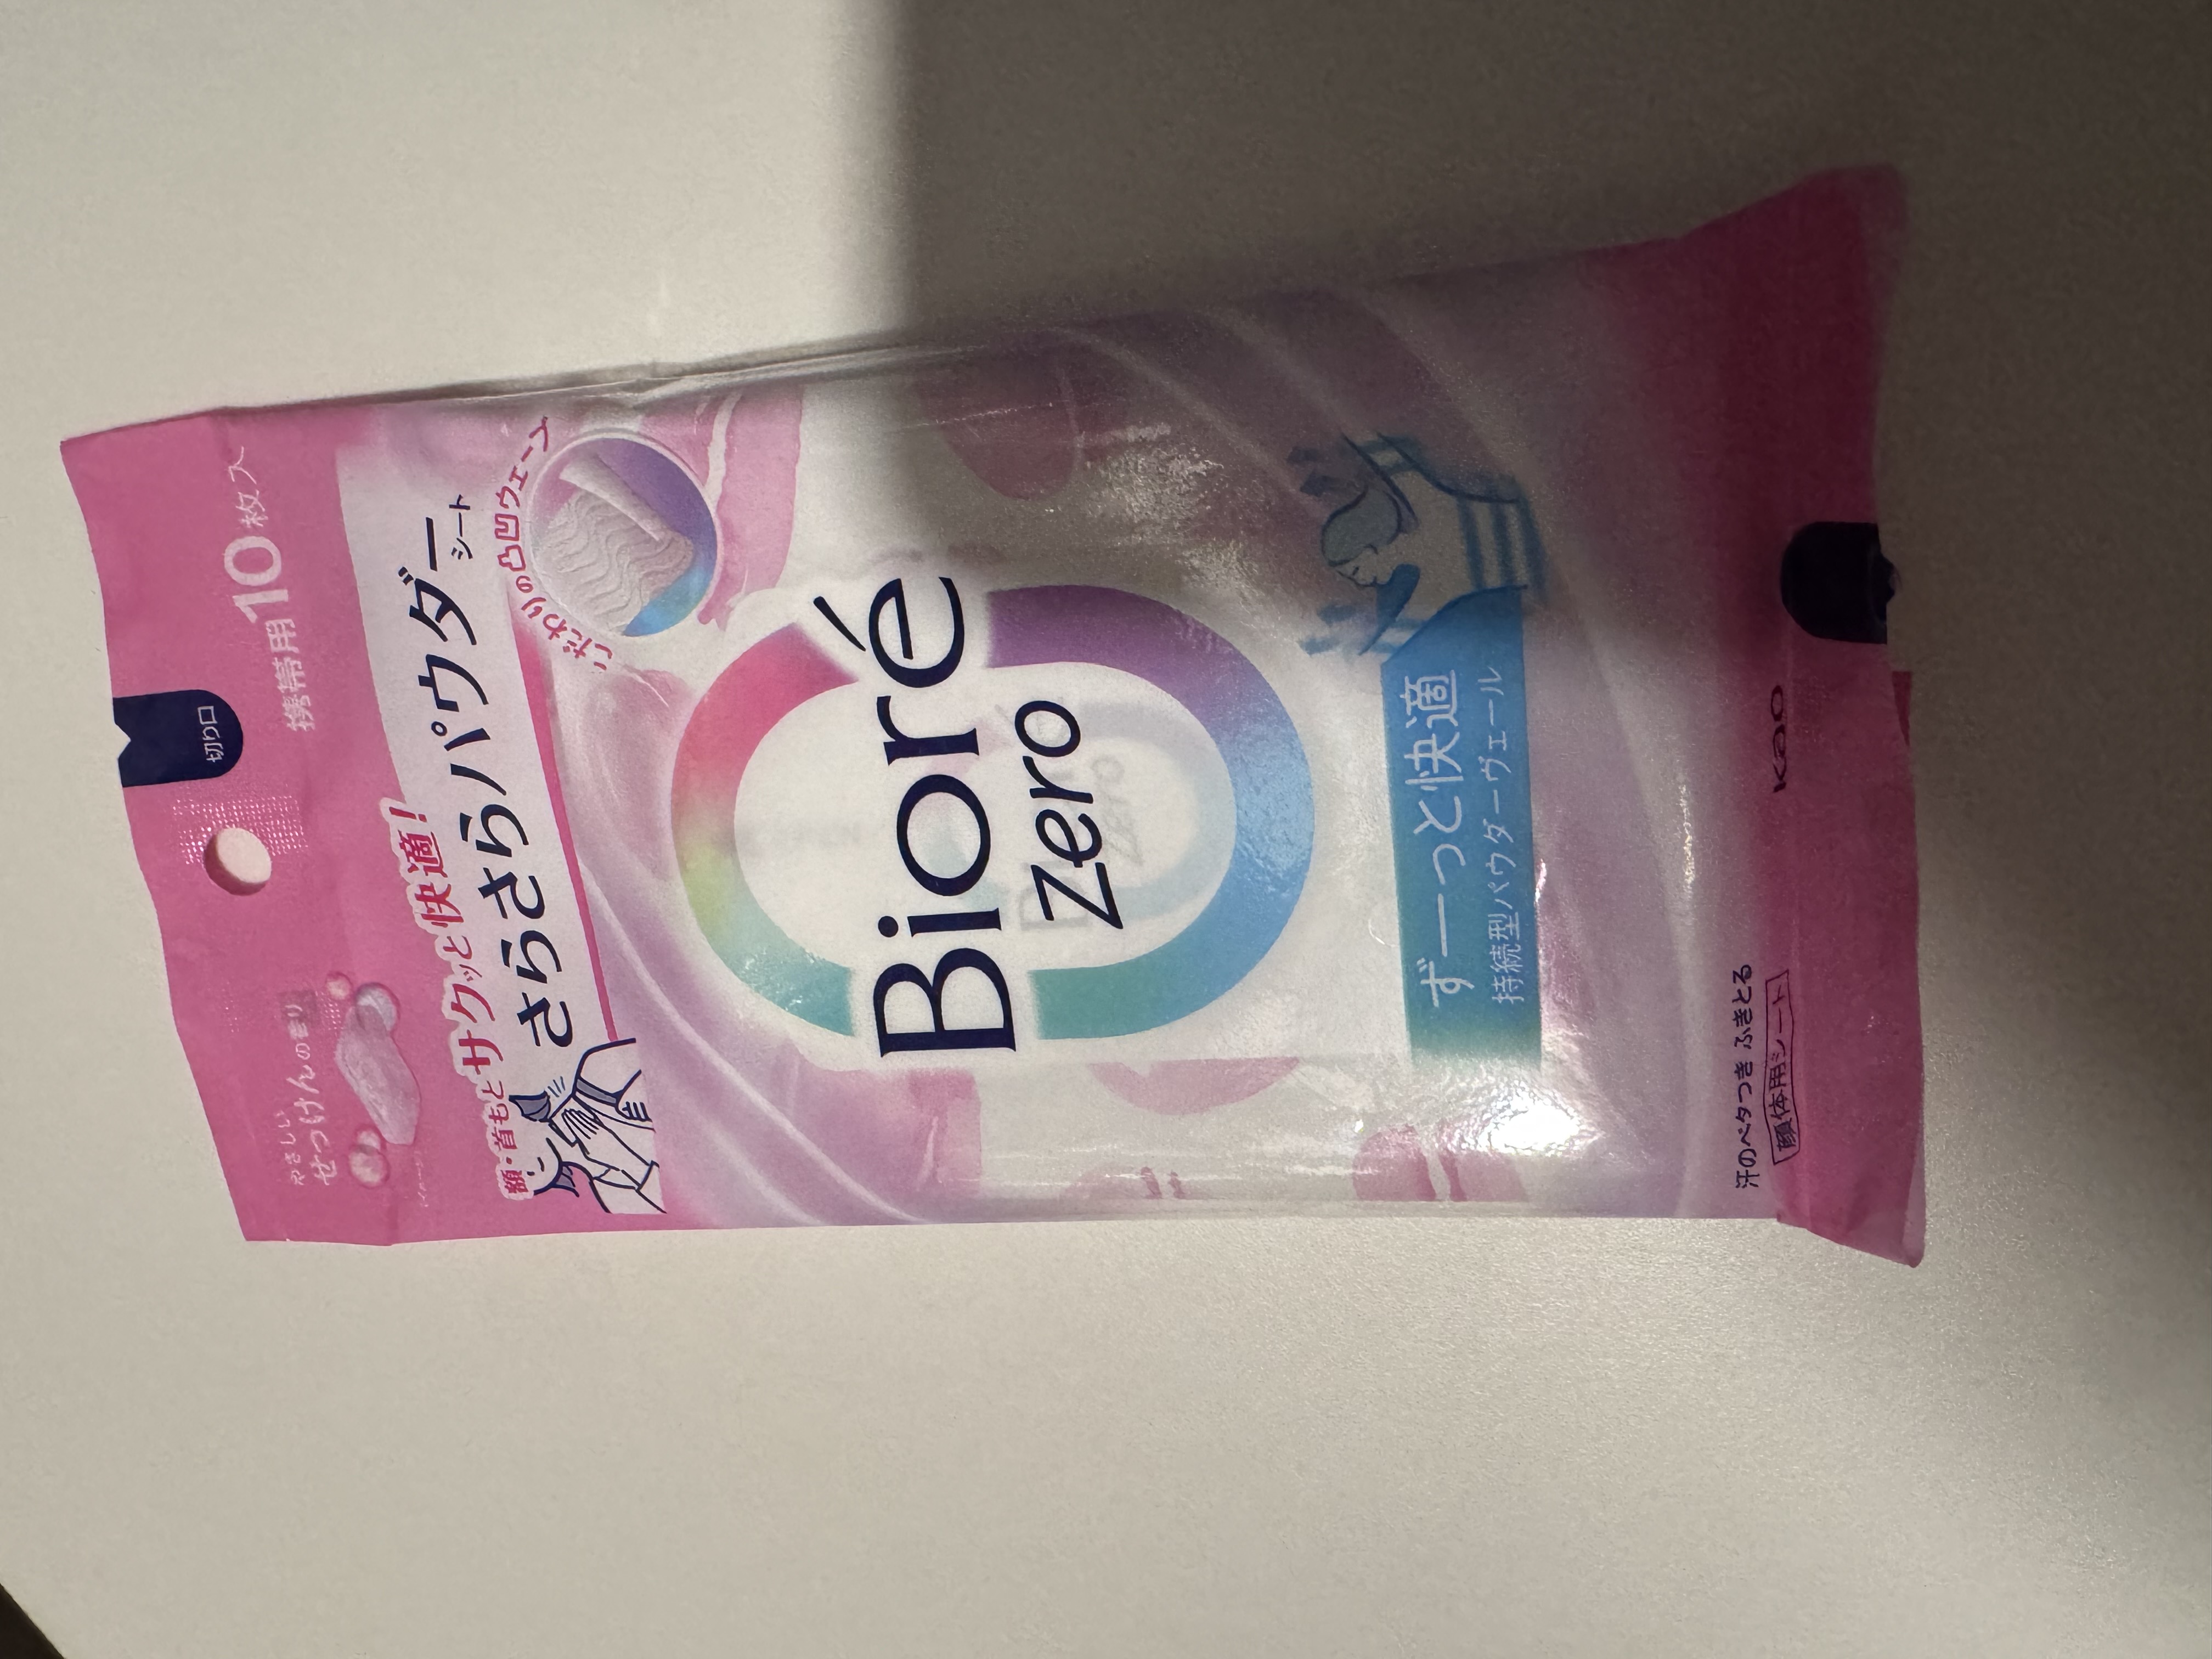 切り口
携帯用10枚入
やさしい
せっけんの香り
額・首もとサクッと快適!
さらさらパウダー
シート
こだわりの凸凹ウェーブ
Bioré
zero
ずーっと快適
持続型パウダーヴェール
汗のベタつき ふきとる
顔体用シート
Kao